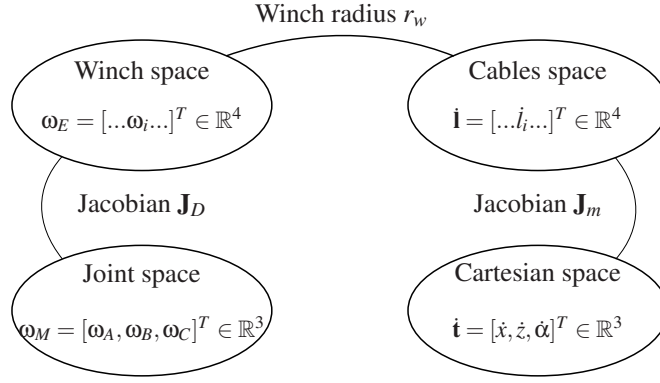 Winch radius r_w
Winch space
Cables space
ω_E = [...ω_i...]^T ∈ ℝ^4
l̇ = [...l̇_i...]^T ∈ ℝ^4
Jacobian J_D
Jacobian J_m
Joint space
Cartesian space
ω_M = [ω_A, ω_B, ω_C]^T ∈ ℝ^3
ṫ = [ẋ, ż, α̇]^T ∈ ℝ^3